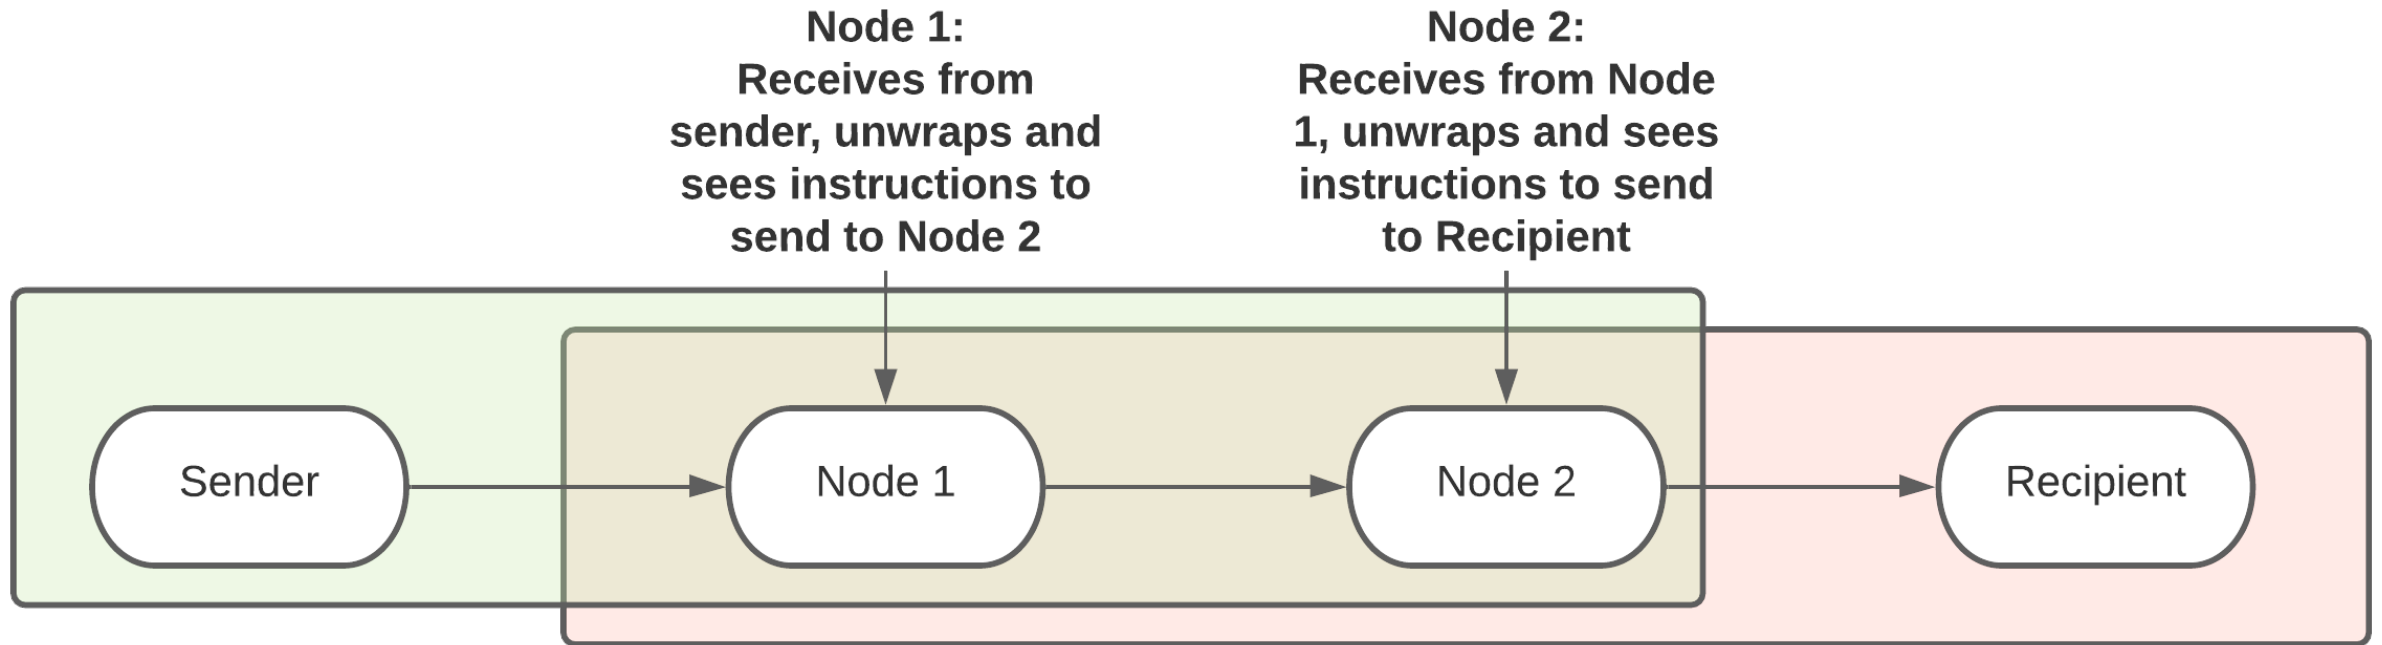 Node 1:
Receives from
sender, unwraps and
sees instructions to
send to Node 2
Node 2:
Receives from Node
1, unwraps and sees
instructions to send
to Recipient
Sender
Node 1
Node 2
Recipient